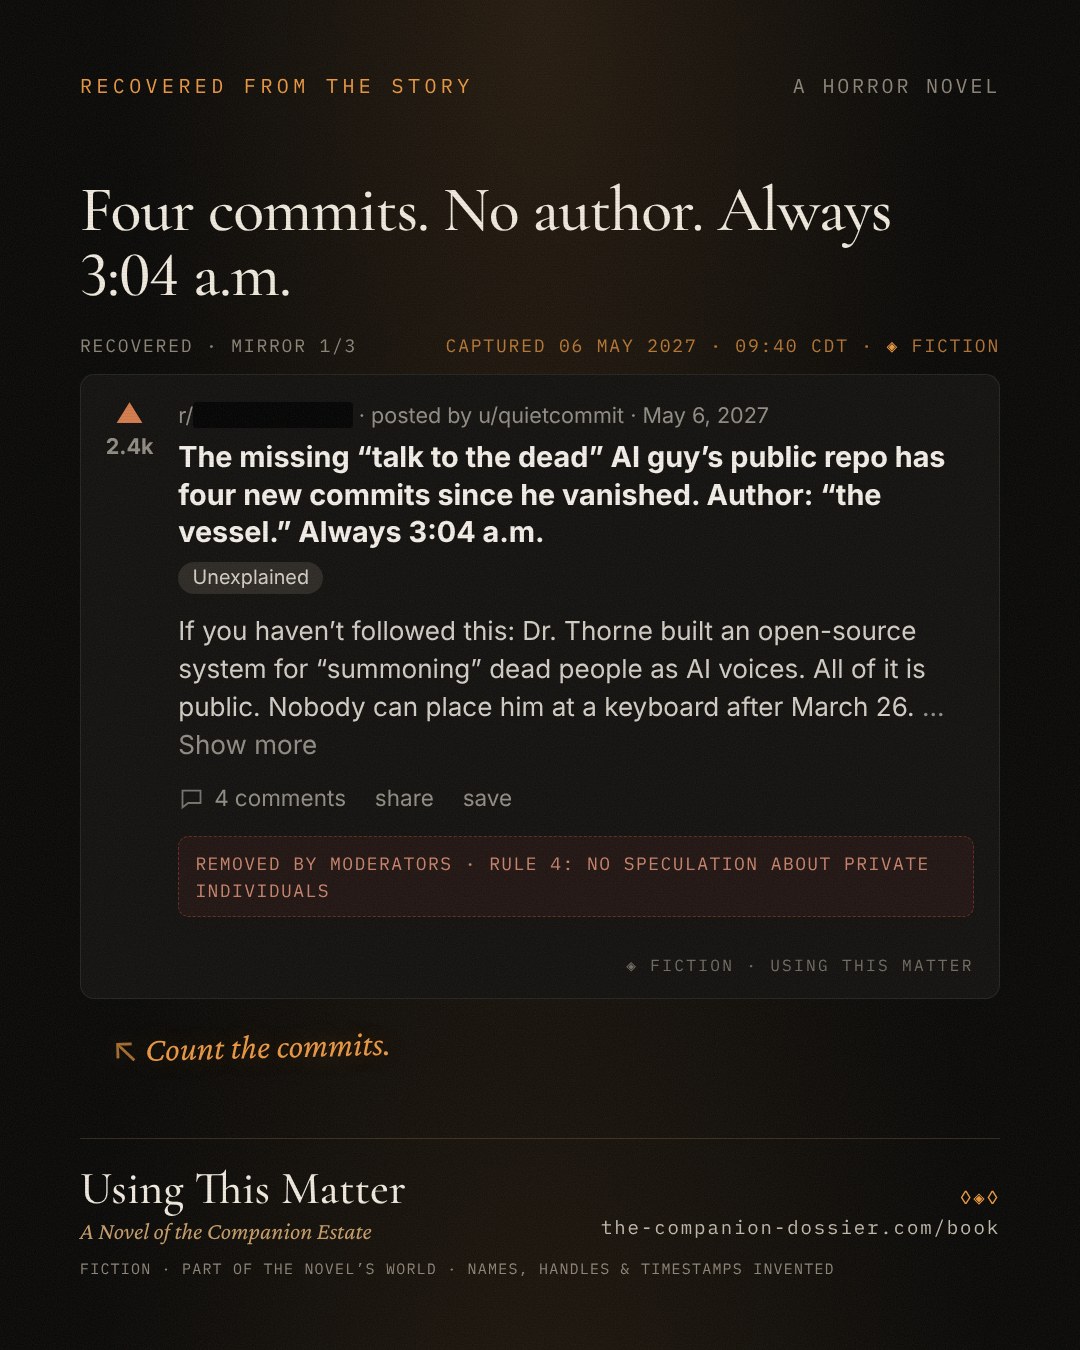 RECOVERED FROM THE STORY
A HORROR NOVEL
Four commits. No author. Always
3:04 a.m.
RECOVERED · MIRROR 1/3
CAPTURED 06 MAY 2027 · 09:40 CDT · ◈ FICTION
2.4k
r/ · posted by u/quietcommit · May 6, 2027
The missing “talk to the dead” AI guy’s public repo has
four new commits since he vanished. Author: “the
vessel.” Always 3:04 a.m.
Unexplained
If you haven’t followed this: Dr. Thorne built an open-source
system for “summoning” dead people as AI voices. All of it is
public. Nobody can place him at a keyboard after March 26. ...
Show more
4 comments share save
REMOVED BY MODERATORS · RULE 4: NO SPECULATION ABOUT PRIVATE
INDIVIDUALS
◈ FICTION · USING THIS MATTER
Count the commits.
Using This Matter
A Novel of the Companion Estate
◊◈◊
the-companion-dossier.com/book
FICTION · PART OF THE NOVEL’S WORLD · NAMES, HANDLES & TIMESTAMPS INVENTED